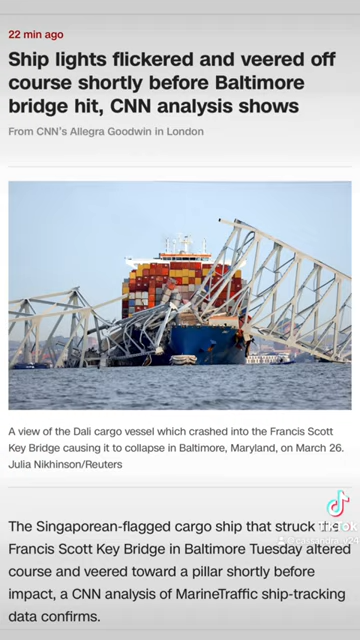 22 min ago
Ship lights flickered and veered off
course shortly before Baltimore
bridge hit, CNN analysis shows
From CNN's Allegra Goodwin in London
A view of the Dali cargo vessel which crashed into the Francis Scott
Key Bridge causing it to collapse in Baltimore, Maryland, on March 26.
Julia Nikhinson/Reuters
The Singaporean-flagged cargo ship that struck the
Francis Scott Key Bridge in Baltimore Tuesday altered
course and veered toward a pillar shortly before
impact, a CNN analysis of MarineTraffic ship-tracking
data confirms.